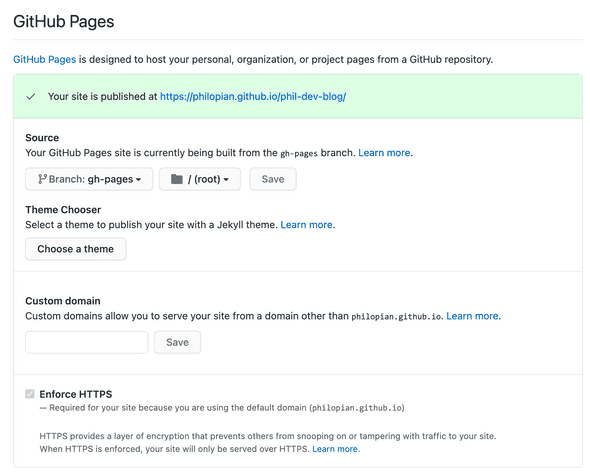 GitHub Pages
GitHub Pages is designed to host your personal, organization, or project pages from a GitHub repository.
Your site is published at https://philopian.github.io/phil-dev-blog/
Source
Your GitHub Pages site is currently being built from the gh-pages branch. Learn more.
Branch: gh-pages
/ (root)
Save
Theme Chooser
Select a theme to publish your site with a Jekyll theme. Learn more.
Choose a theme
Custom domain
Custom domains allow you to serve your site from a domain other than philopian.github.io. Learn more.
Save
Enforce HTTPS
— Required for your site because you are using the default domain (philopian.github.io)
HTTPS provides a layer of encryption that prevents others from snooping on or tampering with traffic to your site.
When HTTPS is enforced, your site will only be served over HTTPS. Learn more.